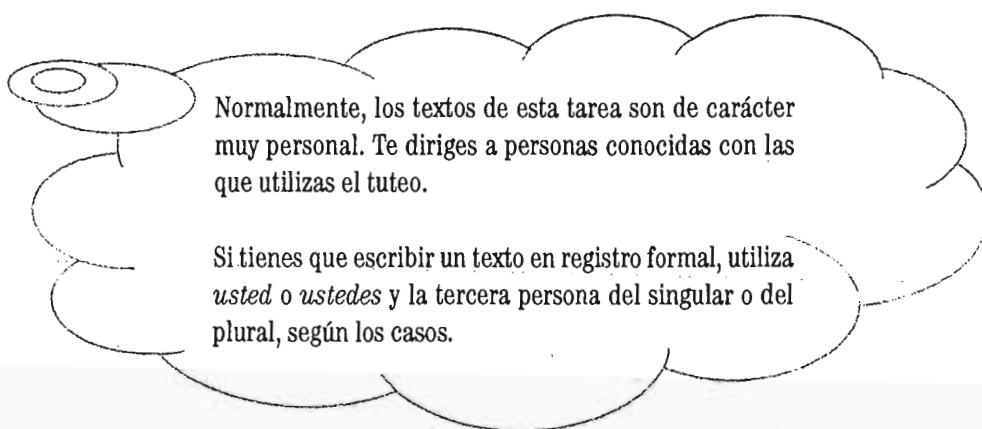 Normalmente, los textos de esta tarea son de carácter
muy personal. Te diriges a personas conocidas con las
que utilizas el tuteo.
Si tienes que escribir un texto en registro formal, utiliza
usted o ustedes y la tercera persona del singular o del
plural, según los casos.